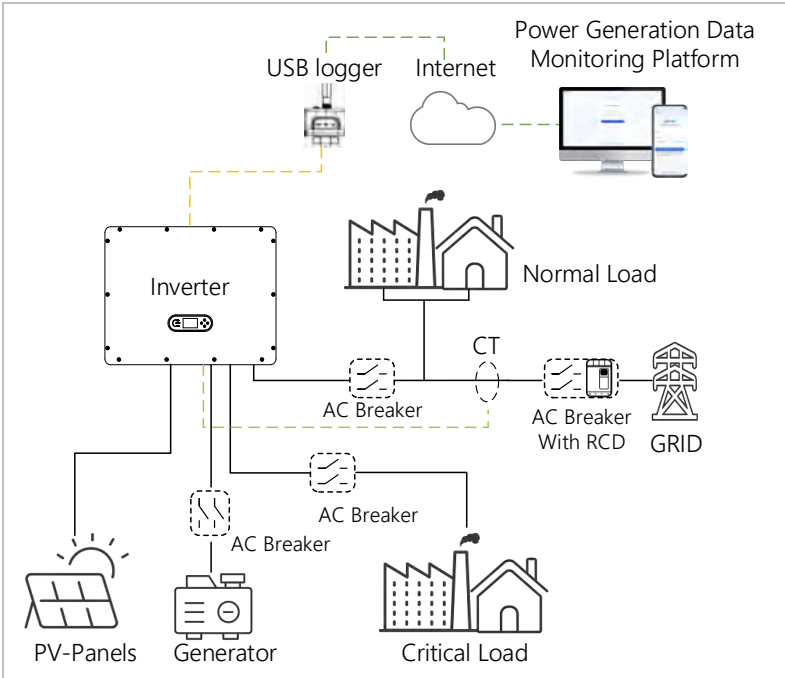 Power Generation Data
Monitoring Platform
USB logger
Internet
Inverter
Normal Load
CT
AC Breaker
AC Breaker
With RCD
GRID
AC Breaker
AC Breaker
PV-Panels
Generator
Critical Load